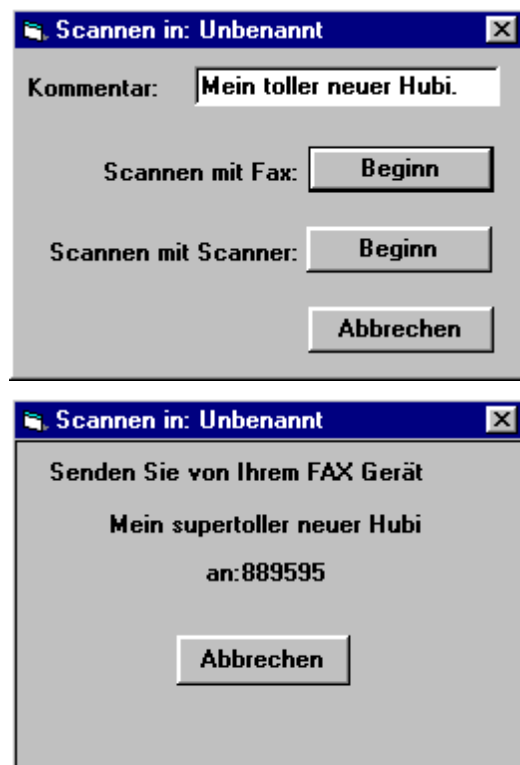 Scannen in: Unbenannt
Kommentar: Mein toller neuer Hubi.
Scannen mit Fax: Beginn
Scannen mit Scanner: Beginn
Abbrechen
Scannen in: Unbenannt
Senden Sie von Ihrem FAX Gerät
Mein supertoller neuer Hubi
an:889595
Abbrechen